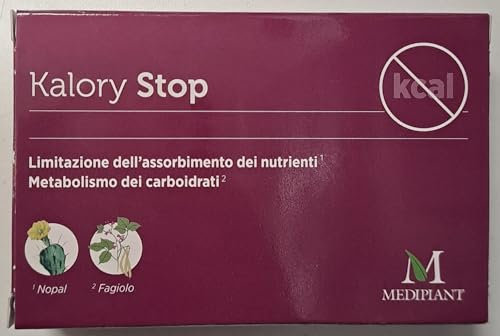 Kalory Stop
kcal
Limitazione dell'assorbimento dei nutrienti¹
Metabolismo dei carboidrati²
¹ Nopal
² Fagiolo
M
MEDIPLANT